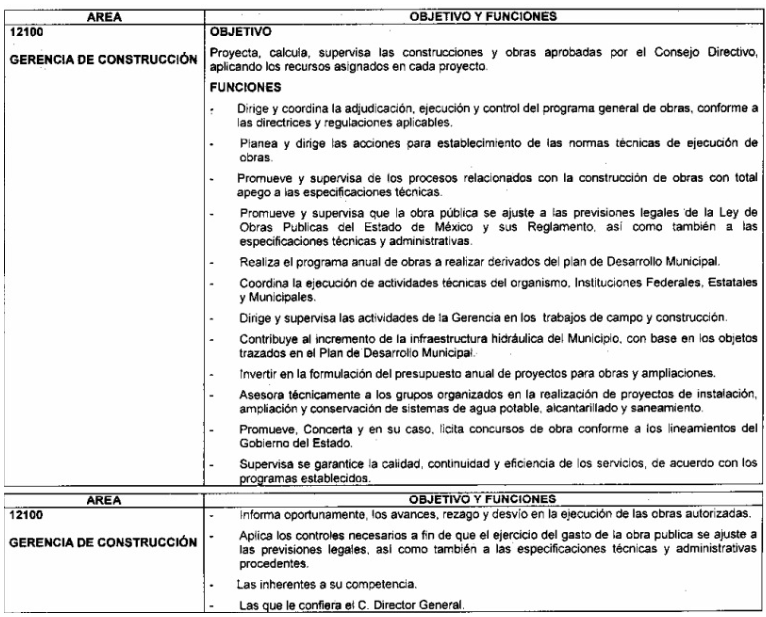 AREA OBJETIVO Y FUNCIONES
12100 OBJETIVO
GERENCIA DE CONSTRUCCIÓN
Proyecta, calcula, supervisa las construcciones y obras aprobadas por el Consejo Directivo,
aplicando los recursos asignados en cada proyecto.
FUNCIONES
- Dirige y coordina la adjudicación, ejecución y control del programa general de obras, conforme a
las directrices y regulaciones aplicables.
- Planea y dirige las acciones para establecimiento de las normas técnicas de ejecución de
obras.
- Promueve y supervisa de los procesos relacionados con la construcción de obras con total
apego a las especificaciones técnicas.
- Promueve y supervisa que la obra pública se ajuste a las previsiones legales de la Ley de
Obras Publicas del Estado de México y sus Reglamento, así como también a las
especificaciones técnicas y administrativas.
- Realiza el programa anual de obras a realizar derivados del plan de Desarrollo Municipal.
- Coordina la ejecución de actividades técnicas del organismo, Instituciones Federales, Estatales
y Municipales.
- Dirige y supervisa las actividades de la Gerencia en los trabajos de campo y construcción.
- Contribuye al incremento de la infraestructura hidráulica del Municipio, con base en los objetos
trazados en el Plan de Desarrollo Municipal.
- Invertir en la formulación del presupuesto anual de proyectos para obras y ampliaciones.
- Asesora técnicamente a los grupos organizados en la realización de proyectos de instalación,
ampliación y conservación de sistemas de agua potable, alcantarillado y saneamiento.
- Promueve, Concerta y en su caso, licita concursos de obra conforme a los lineamientos del
Gobierno del Estado.
- Supervisa se garantice la calidad, continuidad y eficiencia de los servicios, de acuerdo con los
programas establecidos.
AREA OBJETIVO Y FUNCIONES
12100
GERENCIA DE CONSTRUCCIÓN
- Informa oportunamente, los avances, rezago y desvío en la ejecución de las obras autorizadas.
- Aplica los controles necesarios a fin de que el ejercicio del gasto de la obra publica se ajuste a
las previsiones legales, así como también a las especificaciones técnicas y administrativas
procedentes.
- Las inherentes a su competencia.
- Las que le confiera el C. Director General.